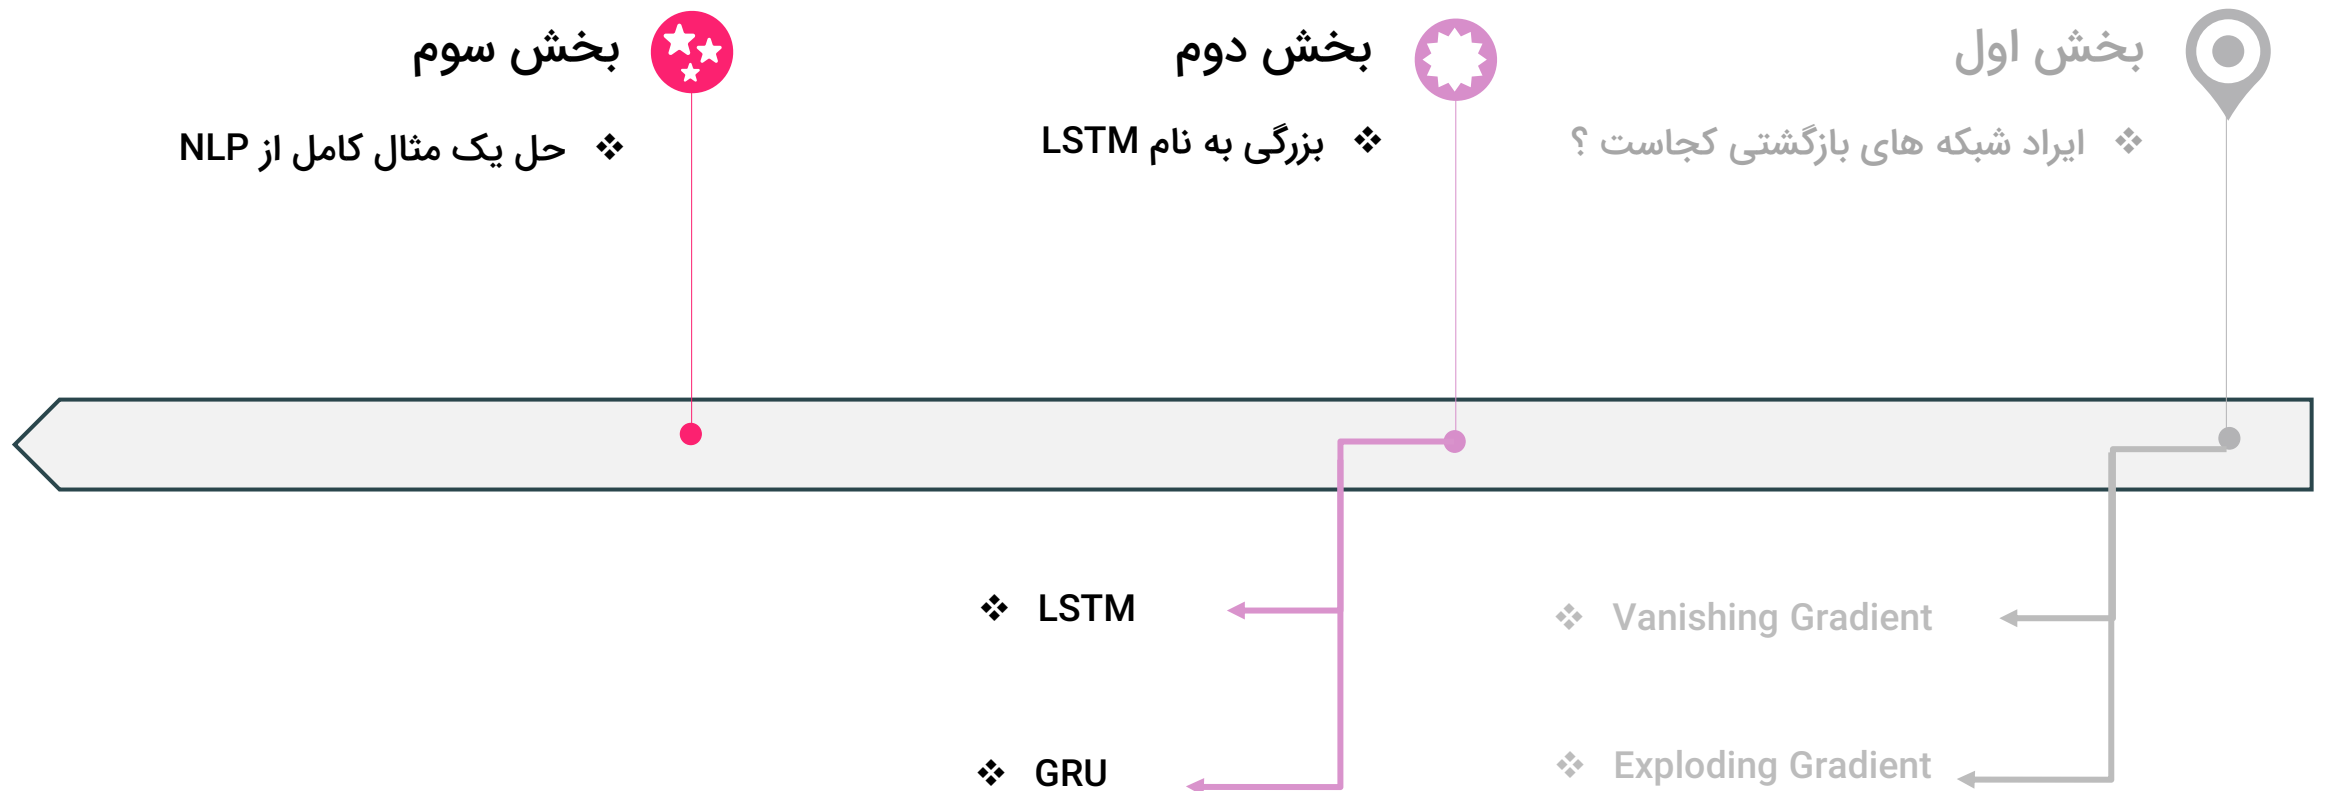 بخش اول
ایراد شبکه های بازگشتی کجاست ؟
Vanishing Gradient
Exploding Gradient
بخش دوم
بزرگی به نام LSTM
LSTM
GRU
بخش سوم
حل یک مثال کامل از NLP